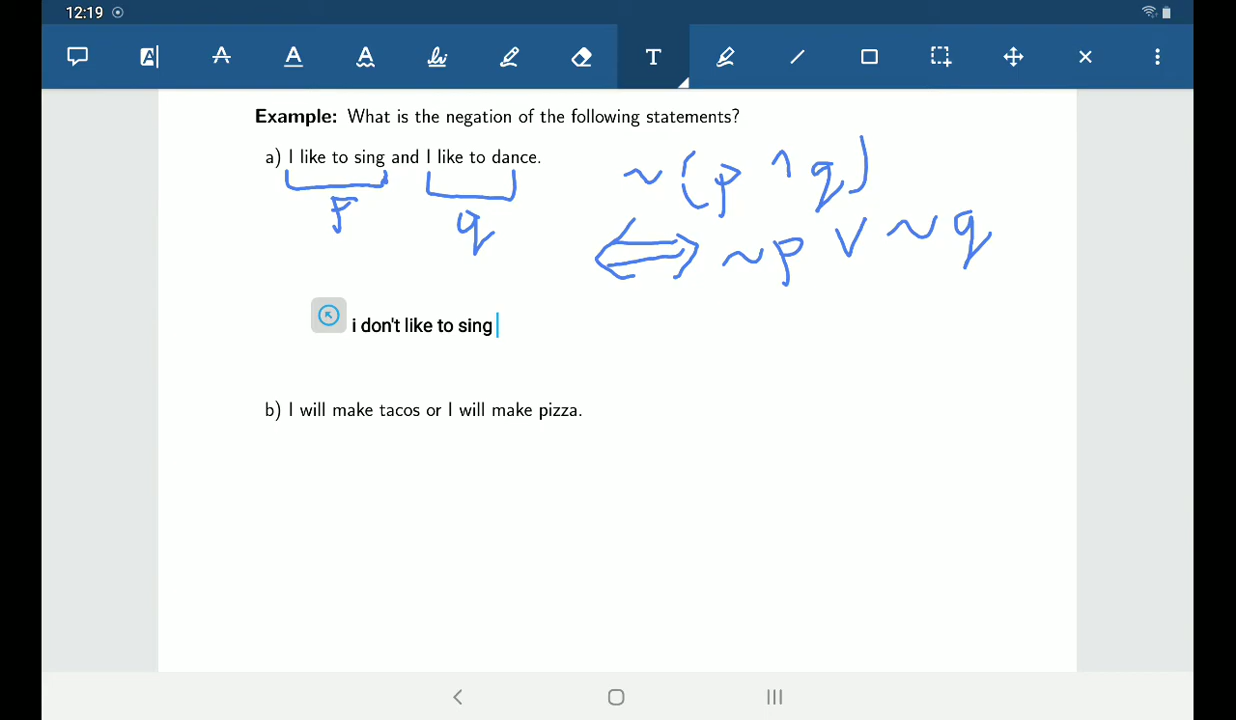 12:19
Example: What is the negation of the following statements?
a) I like to sing and I like to dance.
~(p ^ q)
p q
⟺ ~p ∨ ~q
i don't like to sing
b) I will make tacos or I will make pizza.